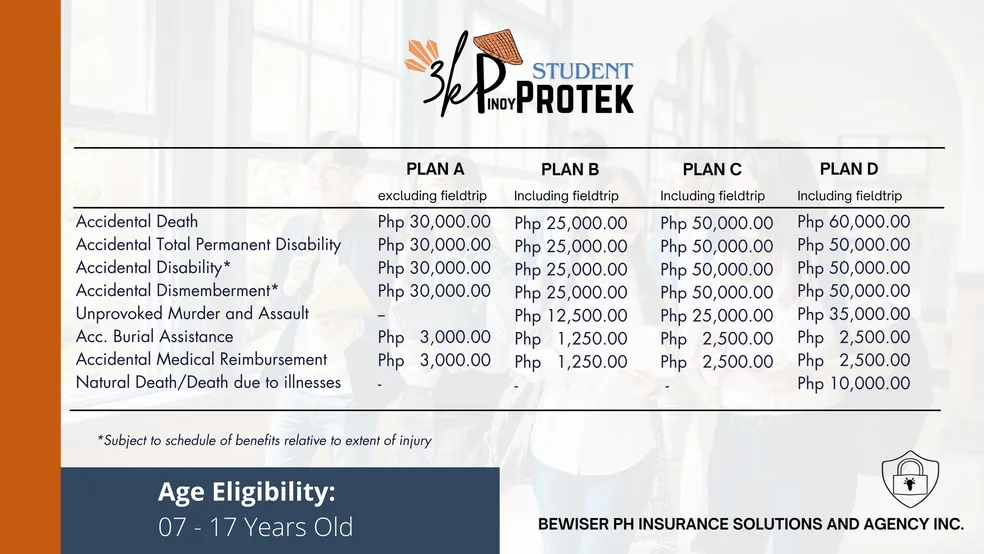 3kPINOY STUDENT PROTEK
PLAN A PLAN B PLAN C PLAN D
excluding fieldtrip Including fieldtrip Including fieldtrip Including fieldtrip
Accidental Death Php 30,000.00 Php 25,000.00 Php 50,000.00 Php 60,000.00
Accidental Total Permanent Disability Php 30,000.00 Php 25,000.00 Php 50,000.00 Php 50,000.00
Accidental Disability* Php 30,000.00 Php 25,000.00 Php 50,000.00 Php 50,000.00
Accidental Dismemberment* Php 30,000.00 Php 25,000.00 Php 50,000.00 Php 50,000.00
Unprovoked Murder and Assault – Php 12,500.00 Php 25,000.00 Php 35,000.00
Acc. Burial Assistance Php 3,000.00 Php 1,250.00 Php 2,500.00 Php 2,500.00
Accidental Medical Reimbursement Php 3,000.00 Php 1,250.00 Php 2,500.00 Php 2,500.00
Natural Death/Death due to illnesses - - - Php 10,000.00
*Subject to schedule of benefits relative to extent of injury
Age Eligibility:
07 - 17 Years Old
BEWISER PH INSURANCE SOLUTIONS AND AGENCY INC.